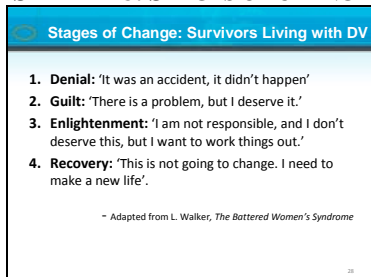 Stages of Change: Survivors Living with DV
1. Denial: ‘It was an accident, it didn’t happen’
2. Guilt: ‘There is a problem, but I deserve it.’
3. Enlightenment: ‘I am not responsible, and I don’t
deserve this, but I want to work things out.’
4. Recovery: ‘This is not going to change. I need to
make a new life’.
- Adapted from L. Walker, The Battered Women’s Syndrome
28